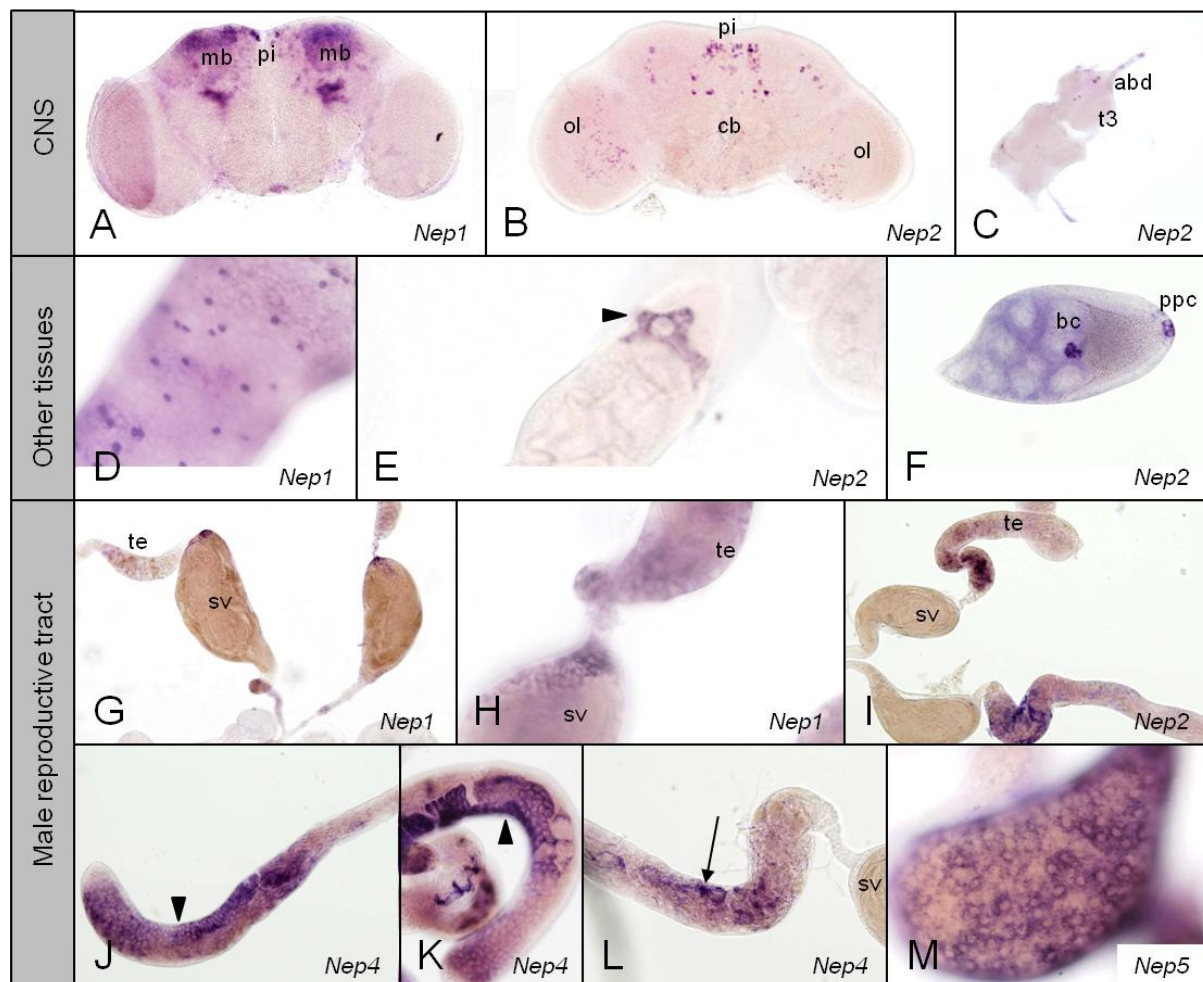 CNS
mb
pi
mb
A
Nep1
pi
ol
cb
ol
B
Nep2
abd
t3
C
Nep2
Other tissues
D
Nep1
E
Nep2
bc
ppc
F
Nep2
Male reproductive tract
te
sv
G
Nep1
te
sv
H
Nep1
te
sv
I
Nep2
J
Nep4
K
Nep4
sv
L
Nep4
M
Nep5